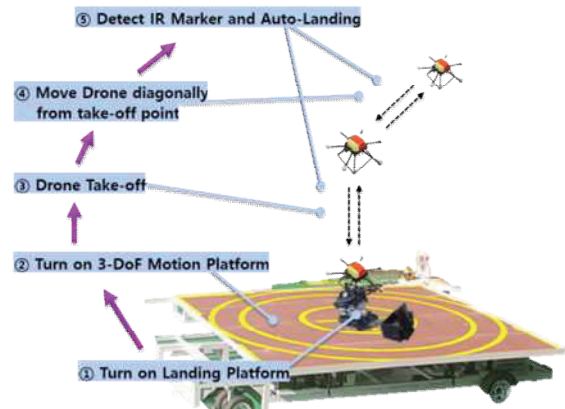 ⑤ Detect IR Marker and Auto-Landing
④ Move Drone diagonally
from take-off point
③ Drone Take-off
② Turn on 3-DoF Motion Platform
① Turn on Landing Platform